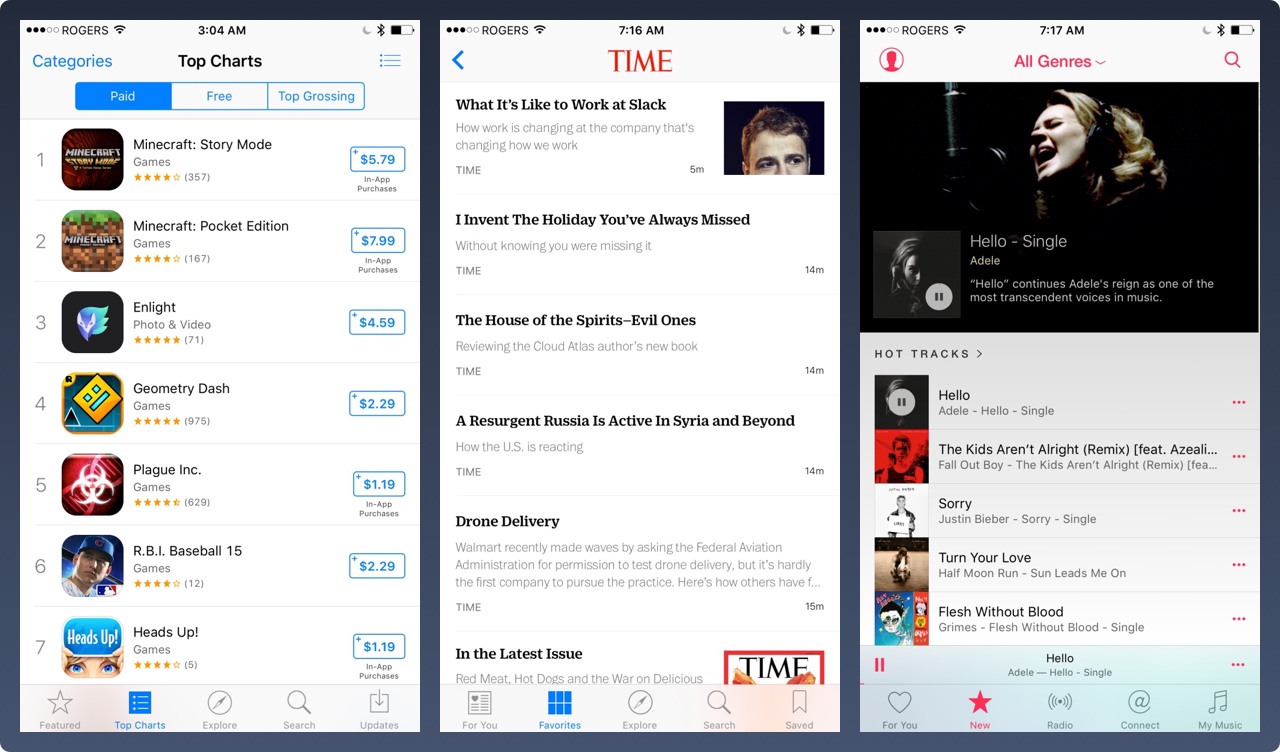 ROGERS 3:04 AM
Categories Top Charts
Paid Free Top Grossing
1 Minecraft: Story Mode
Games
(357)
$5.79
In-App
Purchases
2 Minecraft: Pocket Edition
Games
(167)
$7.99
In-App
Purchases
3 Enlight
Photo & Video
(71)
$4.59
4 Geometry Dash
Games
(975)
$2.29
5 Plague Inc.
Games
(629)
$1.19
In-App
Purchases
6 R.B.I. Baseball 15
Games
(12)
$2.29
7 Heads Up!
Games
(5)
$1.19
In-App
Purchases
MINECRAFT
STORY MODE
MINECRAFT
Heads Up!
Featured Top Charts Explore Search Updates
ROGERS 7:16 AM
TIME
What It's Like to Work at Slack
How work is changing at the company that's
changing how we work
TIME 5m
I Invent The Holiday You've Always Missed
Without knowing you were missing it
TIME 14m
The House of the Spirits–Evil Ones
Reviewing the Cloud Atlas author's new book
TIME 14m
A Resurgent Russia Is Active In Syria and Beyond
How the U.S. is reacting
TIME 14m
Drone Delivery
Walmart recently made waves by asking the Federal Aviation
Administration for permission to test drone delivery, but it's hardly
the first company to pursue the practice. Here's how others have f...
TIME 15m
In the Latest Issue
Red Meat, Hot Dogs and the War on Delicious
TIME
For You Favorites Explore Search Saved
ROGERS 7:17 AM
All Genres
Hello - Single
Adele
“Hello” continues Adele's reign as one of the
most transcendent voices in music.
HOT TRACKS >
Hello
Adele - Hello - Single
The Kids Aren't Alright (Remix) [feat. Azeali...
Fall Out Boy - The Kids Aren't Alright (Remix) [fea...
Sorry
Justin Bieber - Sorry - Single
Turn Your Love
Half Moon Run - Sun Leads Me On
Flesh Without Blood
Grimes - Flesh Without Blood - Single
Hello
Adele — Hello - Single
For You New Radio Connect My Music